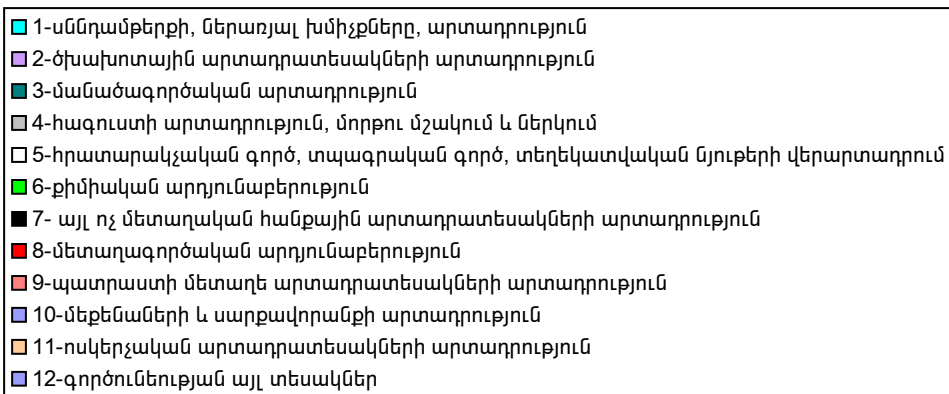 1-սննդամթերքի, ներառյալ խմիչքները, արտադրություն
2-ծխախոտային արտադրատեսակների արտադրություն
3-մանածագործական արտադրություն
4-հագուստի արտադրություն, մորթու մշակում և ներկում
5-հրատարակչական գործ, տպագրական գործ, տեղեկատվական նյութերի վերարտադրում
6-քիմիական արդյունաբերություն
7- այլ ոչ մետաղական հանքային արտադրատեսակների արտադրություն
8-մետաղագործական արդյունաբերություն
9-պատրաստի մետաղե արտադրատեսակների արտադրություն
10-մեքենաների և սարքավորանքի արտադրություն
11-ոսկերչական արտադրատեսակների արտադրություն
12-գործունեության այլ տեսակներ